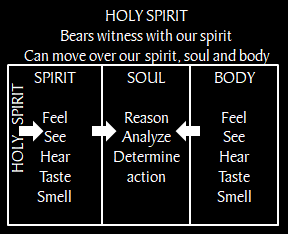 HOLY SPIRIT
Bears witness with our spirit
Can move over our spirit, soul and body
HOLY SPIRIT
SPIRIT
Feel
See
Hear
Taste
Smell
SOUL
Reason
Analyze
Determine
action
BODY
Feel
See
Hear
Taste
Smell